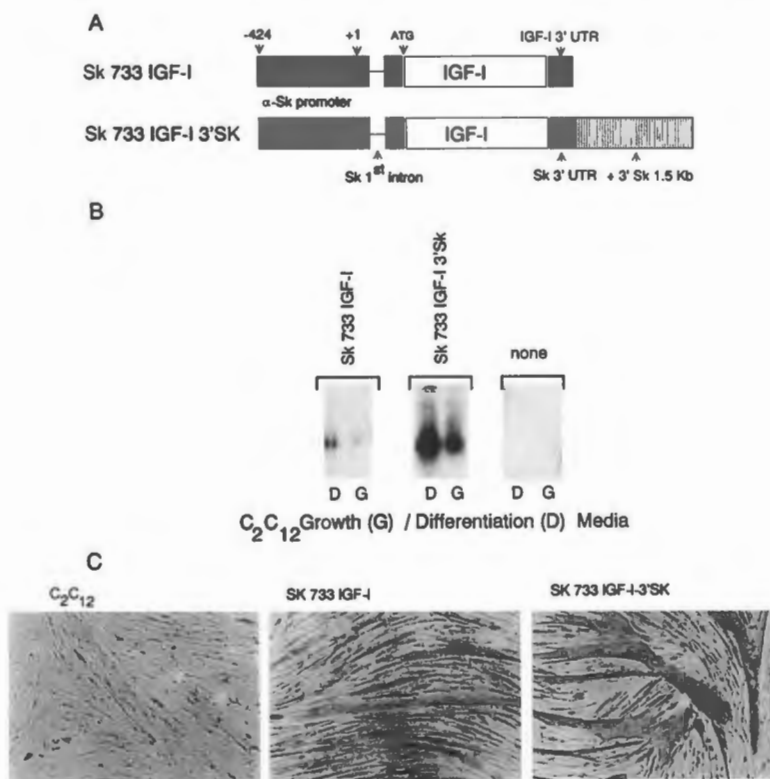 A
-424 +1 ATG IGF-I 3' UTR
Sk 733 IGF-I IGF-I
α-Sk promoter
Sk 733 IGF-I 3'SK IGF-I
Sk 1st intron Sk 3' UTR + 3' Sk 1.5 Kb
B
Sk 733 IGF-I
Sk 733 IGF-I 3'Sk
none
D G D G D G
C2C12Growth (G) / Differentiation (D) Media
C
C2C12 SK 733 IGF-I SK 733 IGF-I-3'SK